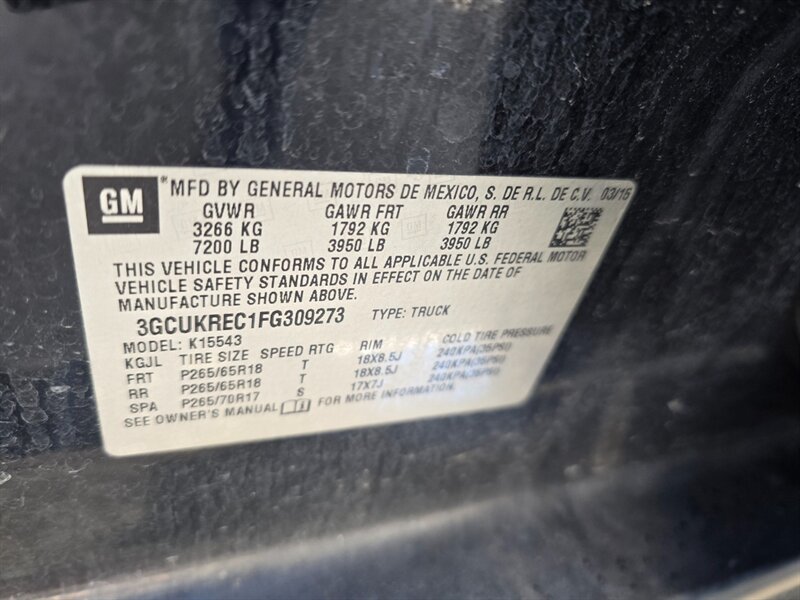 GM ® MFD BY GENERAL MOTORS DE MEXICO, S. DE R.L. DE C.V. 03/15
GVWR GAWR FRT GAWR RR
3266 KG 1792 KG 1792 KG
7200 LB 3950 LB 3950 LB
THIS VEHICLE CONFORMS TO ALL APPLICABLE U.S. FEDERAL MOTOR
VEHICLE SAFETY STANDARDS IN EFFECT ON THE DATE OF
MANUFACTURE SHOWN ABOVE.
3GCUKREC1FG309273 TYPE: TRUCK
MODEL: K15543
KGJL TIRE SIZE SPEED RTG RIM COLD TIRE PRESSURE
FRT P265/65R18 T 18X8.5J 240KPA(35PSI)
RR P265/65R18 T 18X8.5J 240KPA(35PSI)
SPA P265/70R17 S 17X7J 240KPA(35PSI)
SEE OWNER'S MANUAL FOR MORE INFORMATION.